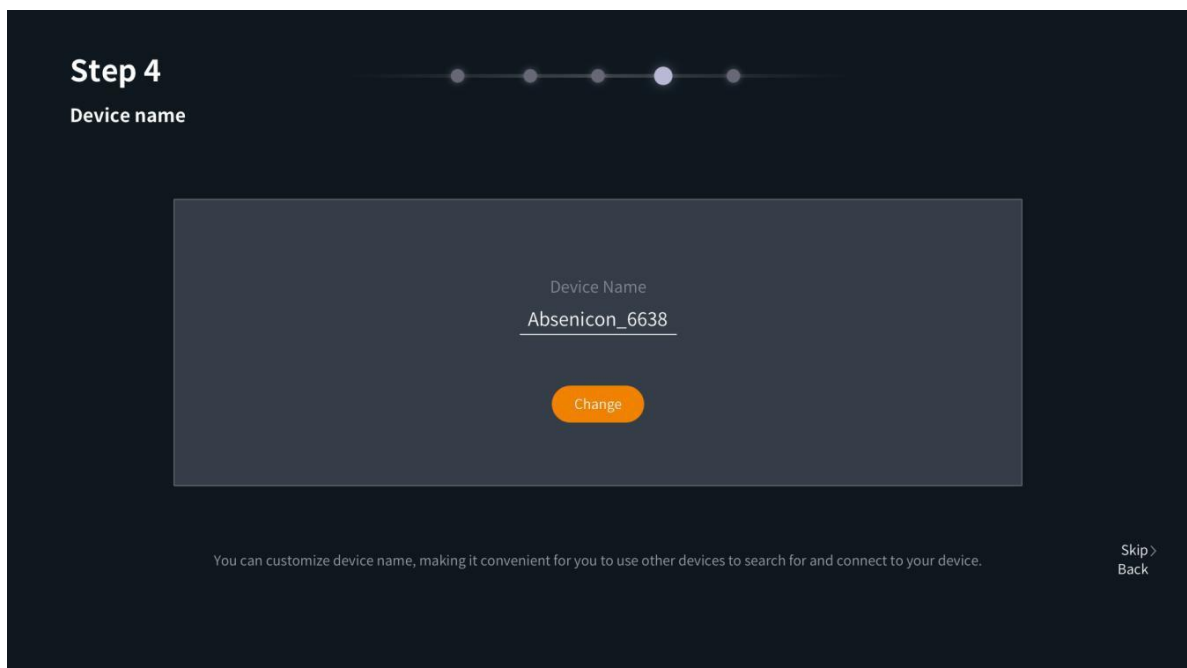 Step 4
Device name
Device Name
Absenicon_6638
Change
You can customize device name, making it convenient for you to use other devices to search for and connect to your device.
Skip>
Back